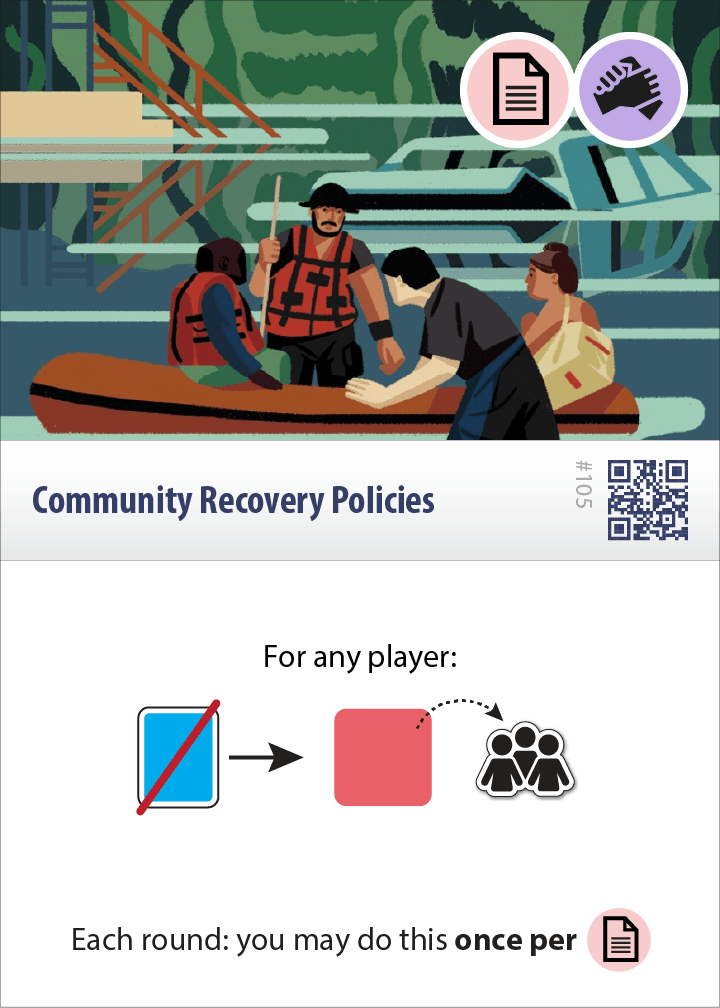 #105
Community Recovery Policies
For any player:
Each round: you may do this once per